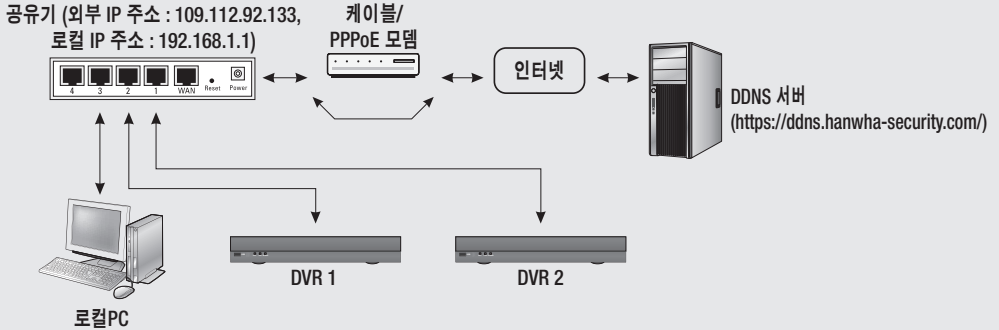 공유기 (외부 IP 주소 : 109.112.92.133,
로컬 IP 주소 : 192.168.1.1)
케이블/
PPPoE 모뎀
인터넷
DDNS 서버
(https://ddns.hanwha-security.com/)
4 3 2 1 WAN Reset Power
DVR 1
DVR 2
로컬PC